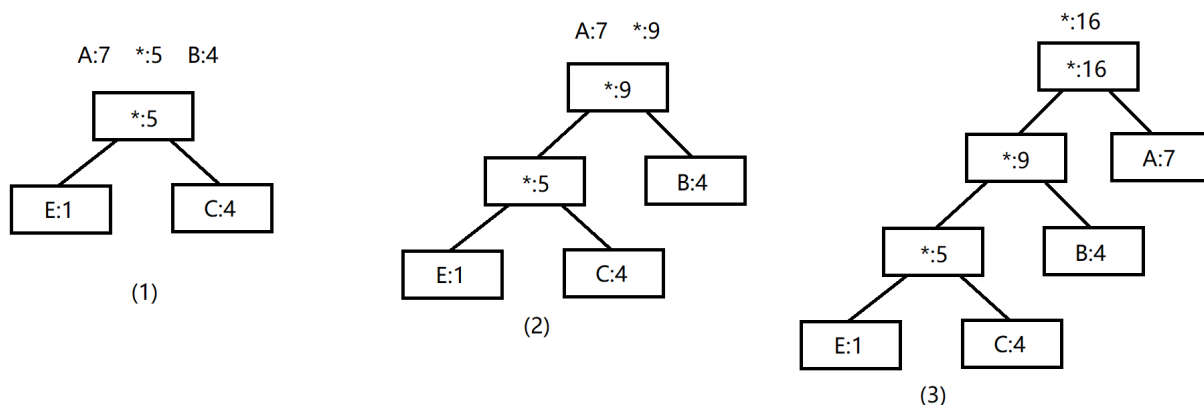 A:7 *:5 B:4
*:5
E:1 C:4
(1)
A:7 *:9
*:9
*:5 B:4
E:1 C:4
(2)
*:16
*:16
*:9 A:7
*:5 B:4
E:1 C:4
(3)